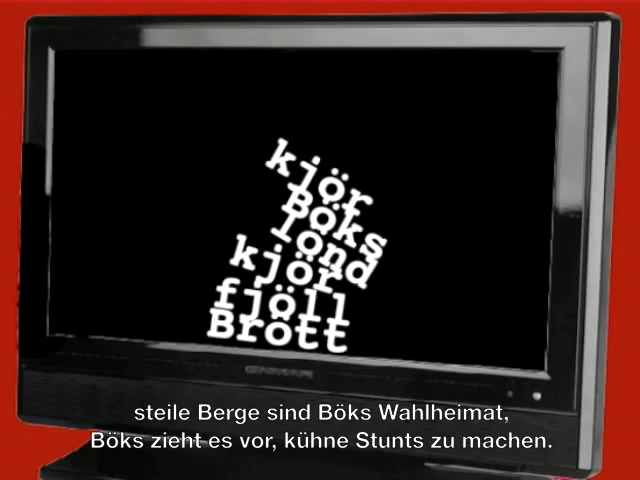 kjör
Böks
lönd
kjör
fjöll
Brött
steile Berge sind Böks Wahlheimat,
Böks zieht es vor, kühne Stunts zu machen.